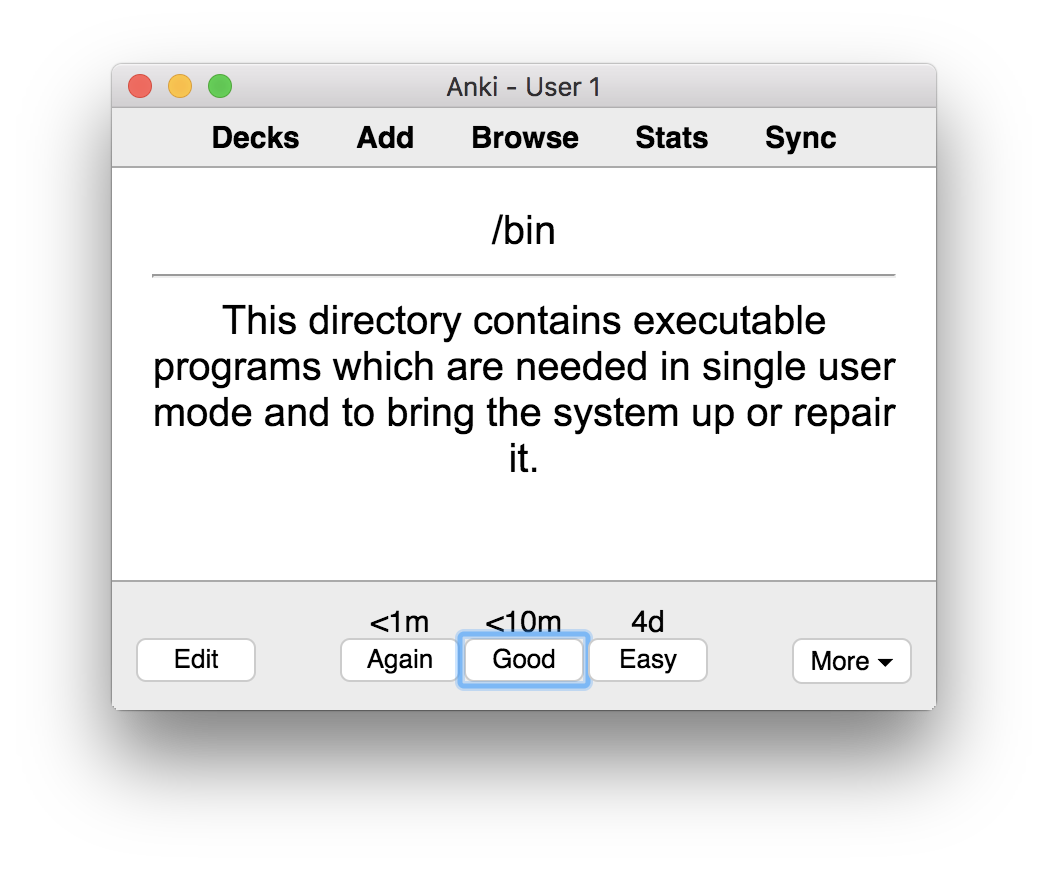 Anki - User 1
Decks Add Browse Stats Sync
/bin
This directory contains executable
programs which are needed in single user
mode and to bring the system up or repair
it.
<1m <10m 4d
Edit Again Good Easy More